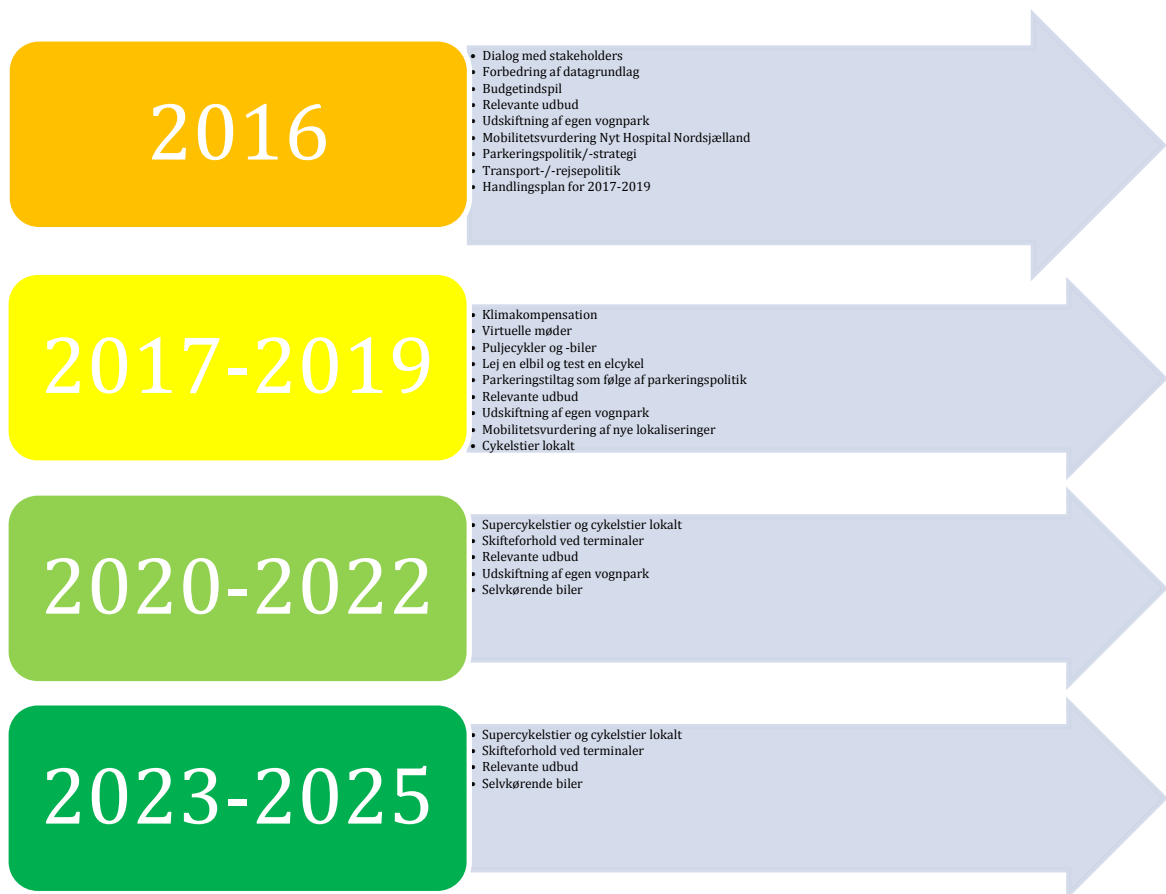 2016
• Dialog med stakeholders
• Forbedring af datagrundlag
• Budgetindspil
• Relevante udbud
• Udskiftning af egen vognpark
• Mobilitetsvurdering Nyt Hospital Nordsjælland
• Parkeringspolitik/-strategi
• Transport-/-rejsepolitik
• Handlingsplan for 2017-2019
2017-2019
• Klimakompensation
• Virtuelle møder
• Puljecykler og -biler
• Lej en elbil og test en elcykel
• Parkeringstiltag som følge af parkeringspolitik
• Relevante udbud
• Udskiftning af egen vognpark
• Mobilitetsvurdering af nye lokaliseringer
• Cykelstier lokalt
2020-2022
• Supercykelstier og cykelstier lokalt
• Skifteforhold ved terminaler
• Relevante udbud
• Udskiftning af egen vognpark
• Selvkørende biler
2023-2025
• Supercykelstier og cykelstier lokalt
• Skifteforhold ved terminaler
• Relevante udbud
• Selvkørende biler